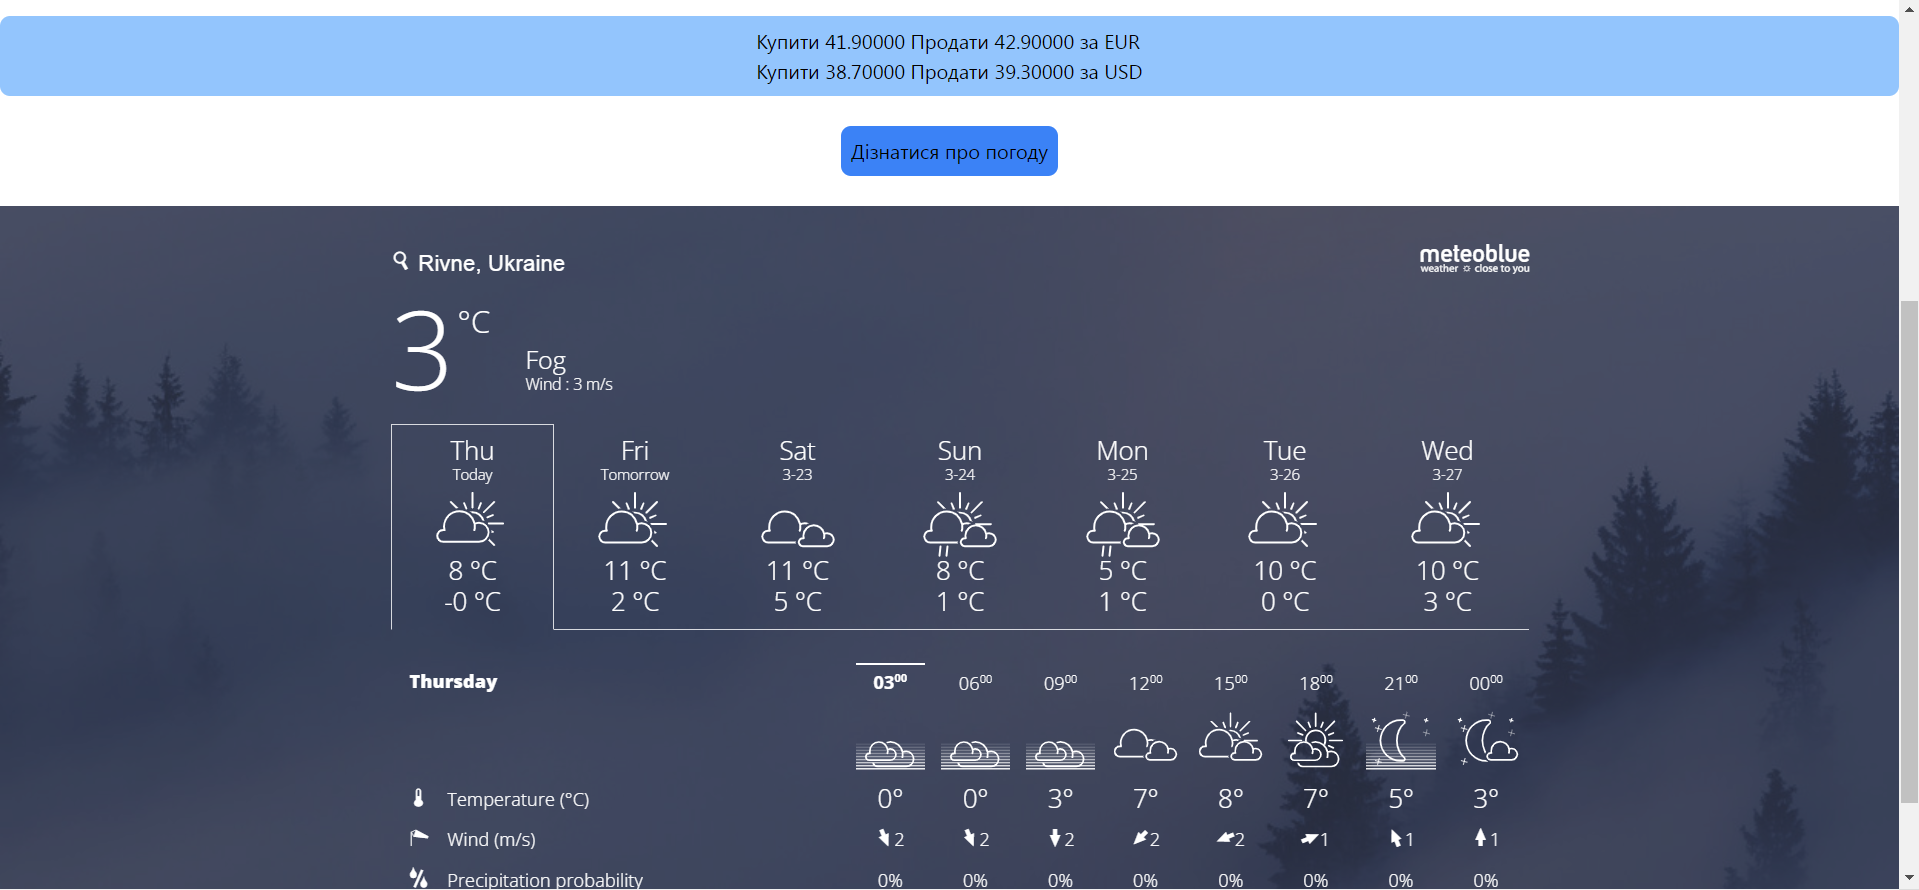 Купити 41.90000 Продати 42.90000 за EUR
Купити 38.70000 Продати 39.30000 за USD
Дізнатися про погоду
Rivne, Ukraine
meteoblue
weather ☼ close to you
3 °C
Fog
Wind : 3 m/s
Thu Fri Sat Sun Mon Tue Wed
Today Tomorrow 3-23 3-24 3-25 3-26 3-27
8 °C 11 °C 11 °C 8 °C 5 °C 10 °C 10 °C
-0 °C 2 °C 5 °C 1 °C 1 °C 0 °C 3 °C
Thursday 03⁰⁰ 06⁰⁰ 09⁰⁰ 12⁰⁰ 15⁰⁰ 18⁰⁰ 21⁰⁰ 00⁰⁰
Temperature (°C) 0° 0° 3° 7° 8° 7° 5° 3°
Wind (m/s) 2 2 2 2 2 1 1 1
Precipitation probability 0% 0% 0% 0% 0% 0% 0% 0%